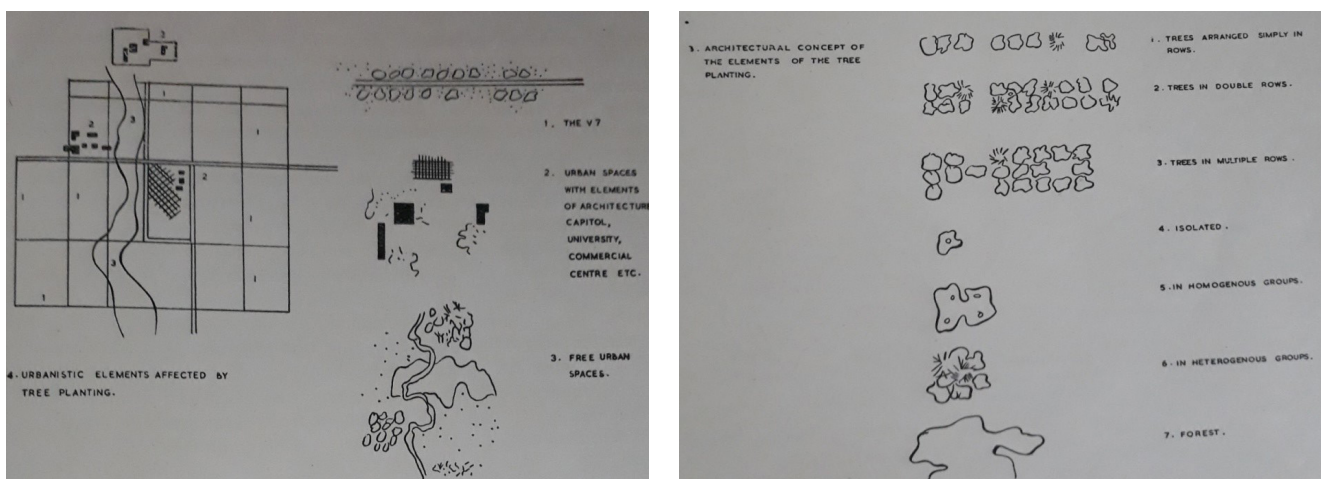 3
1
3
1
2
2
1
1
1
3
1
1
4. URBANISTIC ELEMENTS AFFECTED BY
TREE PLANTING.
1. THE V7
2. URBAN SPACES
WITH ELEMENTS
OF ARCHITECTURE
CAPITOL,
UNIVERSITY,
COMMERCIAL
CENTRE ETC.
3. FREE URBAN
SPACES.
3. ARCHITECTURAL CONCEPT OF
THE ELEMENTS OF THE TREE
PLANTING.
1. TREES ARRANGED SIMPLY IN
ROWS.
2. TREES IN DOUBLE ROWS.
3. TREES IN MULTIPLE ROWS.
4. ISOLATED.
5. IN HOMOGENOUS GROUPS.
6. IN HETEROGENOUS GROUPS.
7. FOREST.